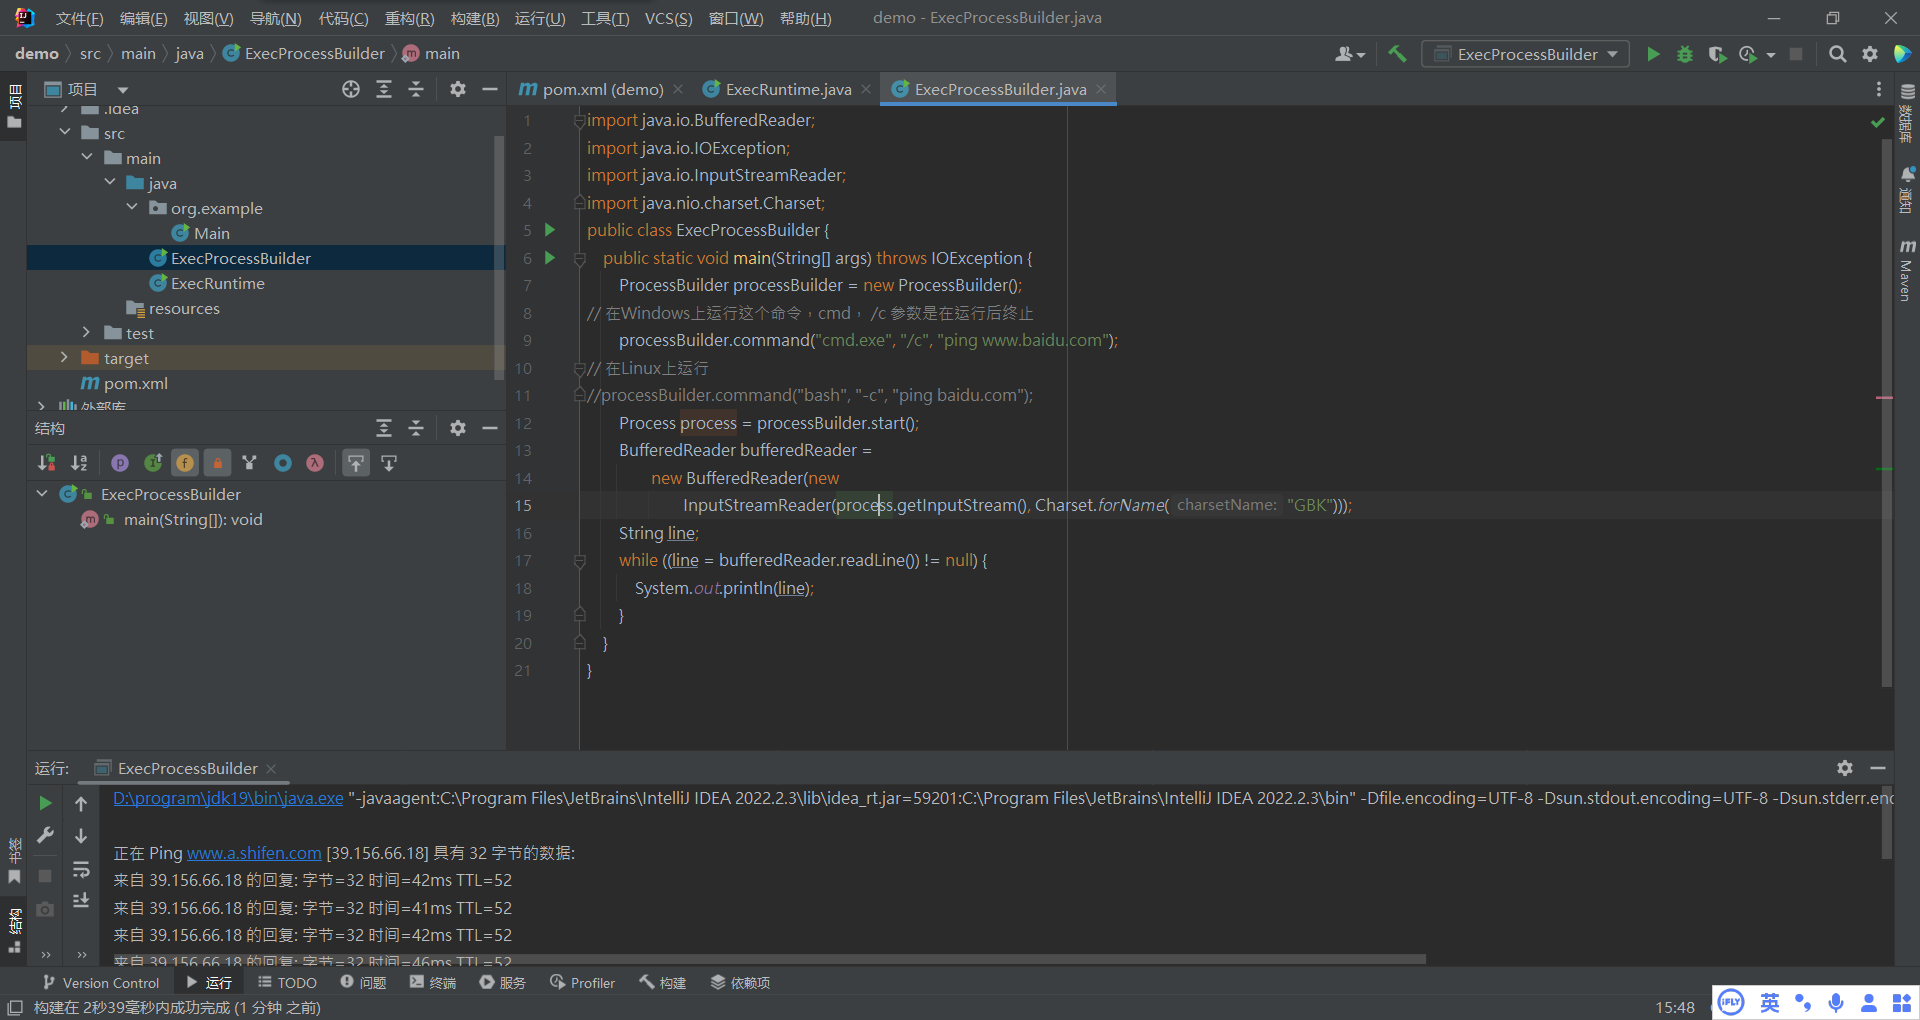 文件(F) 编辑(E) 视图(V) 导航(N) 代码(C) 重构(R) 构建(B) 运行(U) 工具(T) VCS(S) 窗口(W) 帮助(H) demo - ExecProcessBuilder.java
demo src main java ExecProcessBuilder main
ExecProcessBuilder
项目
项目
.idea
src
main
java
org.example
Main
ExecProcessBuilder
ExecRuntime
resources
test
target
pom.xml
外部库
结构
ExecProcessBuilder
main(String[]): void
pom.xml (demo) ExecRuntime.java ExecProcessBuilder.java
1 import java.io.BufferedReader;
2 import java.io.IOException;
3 import java.io.InputStreamReader;
4 import java.nio.charset.Charset;
5 public class ExecProcessBuilder {
6 public static void main(String[] args) throws IOException {
7 ProcessBuilder processBuilder = new ProcessBuilder();
8 // 在Windows上运行这个命令，cmd， /c 参数是在运行后终止
9 processBuilder.command("cmd.exe", "/c", "ping www.baidu.com");
10 // 在Linux上运行
11 //processBuilder.command("bash", "-c", "ping baidu.com");
12 Process process = processBuilder.start();
13 BufferedReader bufferedReader =
14 new BufferedReader(new
15 InputStreamReader(process.getInputStream(), Charset.forName( charsetName: "GBK")));
16 String line;
17 while ((line = bufferedReader.readLine()) != null) {
18 System.out.println(line);
19 }
20 }
21 }
数据库
通知
Maven
运行: ExecProcessBuilder
D:\program\jdk19\bin\java.exe "-javaagent:C:\Program Files\JetBrains\IntelliJ IDEA 2022.2.3\lib\idea_rt.jar=59201:C:\Program Files\JetBrains\IntelliJ IDEA 2022.2.3\bin" -Dfile.encoding=UTF-8 -Dsun.stdout.encoding=UTF-8 -Dsun.stderr.enc
正在 Ping www.a.shifen.com [39.156.66.18] 具有 32 字节的数据:
来自 39.156.66.18 的回复: 字节=32 时间=42ms TTL=52
来自 39.156.66.18 的回复: 字节=32 时间=41ms TTL=52
来自 39.156.66.18 的回复: 字节=32 时间=42ms TTL=52
来自 39.156.66.18 的回复: 字节=32 时间=46ms TTL=52
书签
结构
Version Control 运行 TODO 问题 终端 服务 Profiler 构建 依赖项
构建在 2秒39毫秒内成功完成 (1 分钟 之前)
15:48
iFLY 英